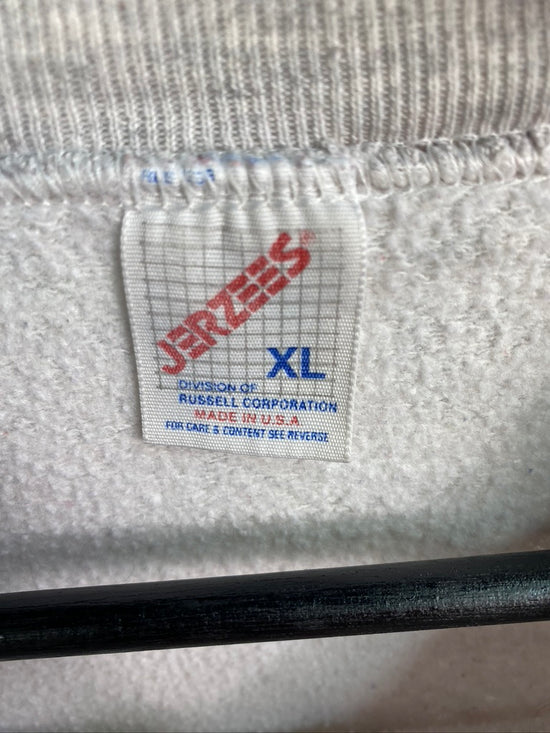 JERZEES®
XL
DIVISION OF
RUSSELL CORPORATION
MADE IN U.S.A
FOR CARE & CONTENT SEE REVERSE